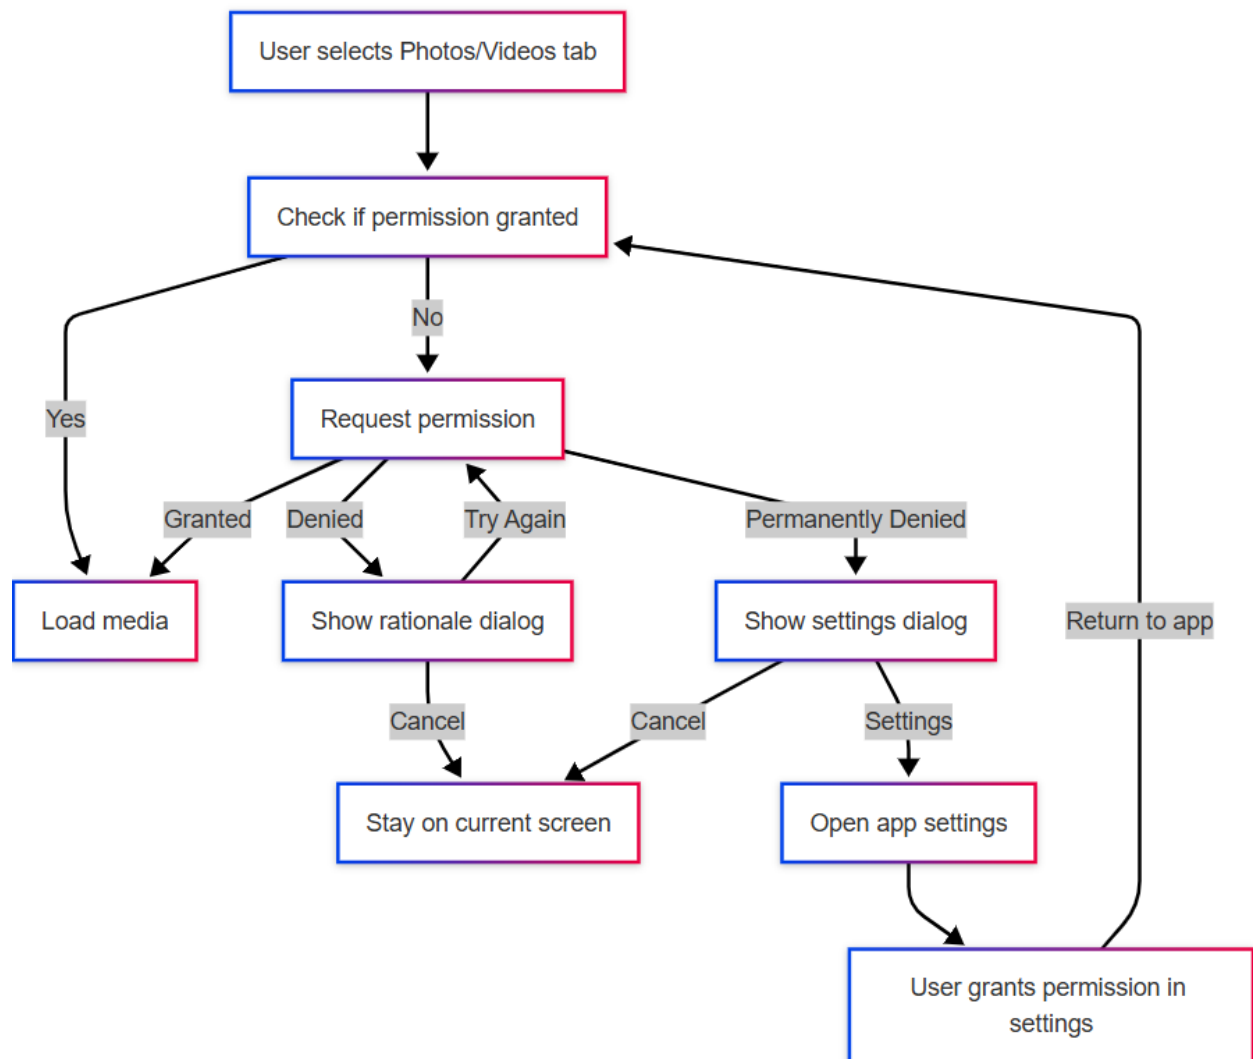 User selects Photos/Videos tab
Check if permission granted
No
Yes
Request permission
Granted
Denied
Try Again
Permanently Denied
Load media
Show rationale dialog
Show settings dialog
Return to app
Cancel
Cancel
Settings
Stay on current screen
Open app settings
User grants permission in
settings